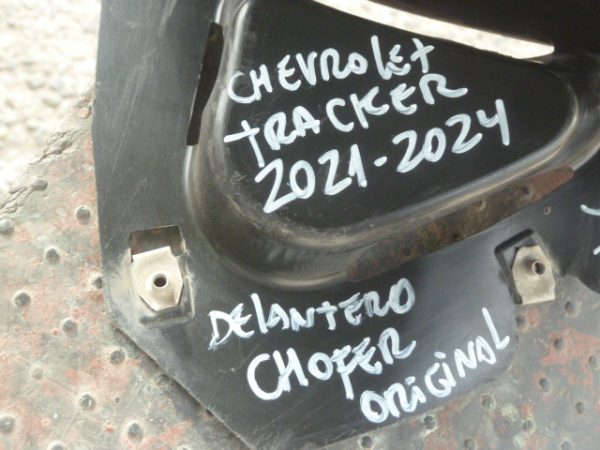 CHEVROLET
TRACKER
2021-2024
DELANTERO
CHOFER
ORIGINAL